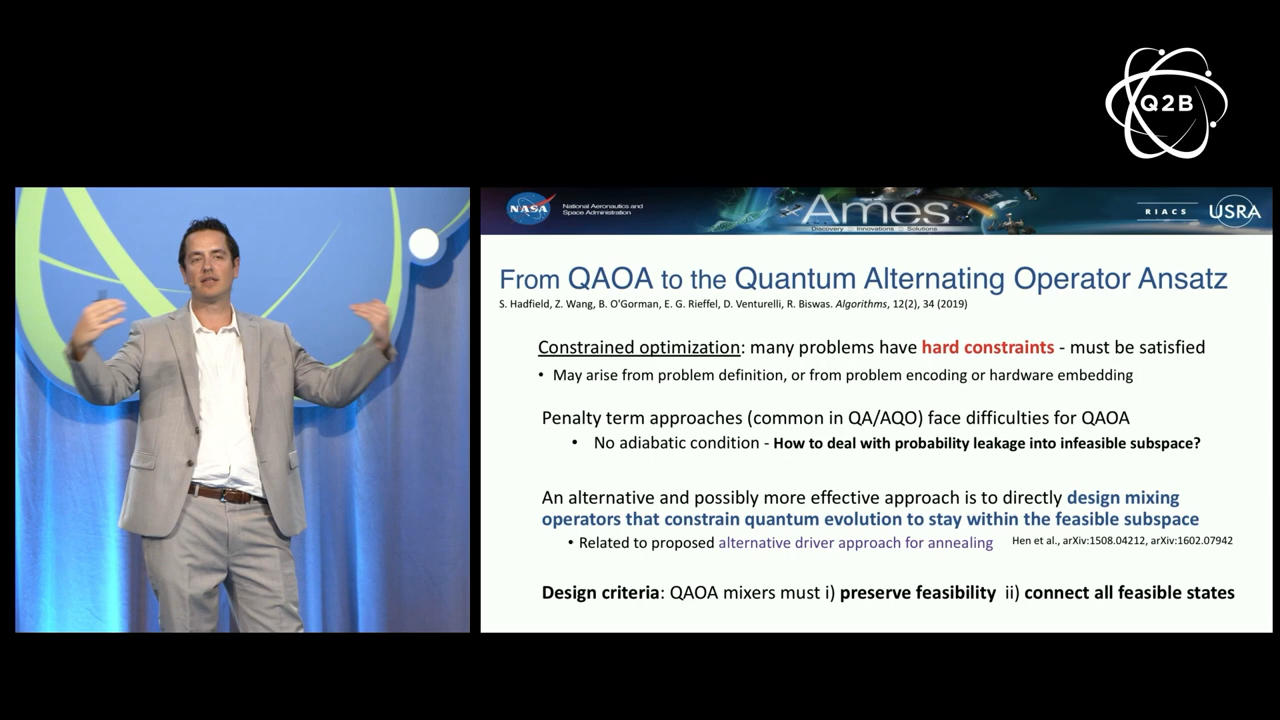 Q2B
NASA
National Aeronautics and
Space Administration
Ames
Discovery :: Innovations :: Solutions
RIACS
USRA
From QAOA to the Quantum Alternating Operator Ansatz
S. Hadfield, Z. Wang, B. O'Gorman, E. G. Rieffel, D. Venturelli, R. Biswas. Algorithms, 12(2), 34 (2019)
Constrained optimization: many problems have hard constraints - must be satisfied
• May arise from problem definition, or from problem encoding or hardware embedding
Penalty term approaches (common in QA/AQO) face difficulties for QAOA
• No adiabatic condition - How to deal with probability leakage into infeasible subspace?
An alternative and possibly more effective approach is to directly design mixing
operators that constrain quantum evolution to stay within the feasible subspace
• Related to proposed alternative driver approach for annealing Hen et al., arXiv:1508.04212, arXiv:1602.07942
Design criteria: QAOA mixers must i) preserve feasibility ii) connect all feasible states